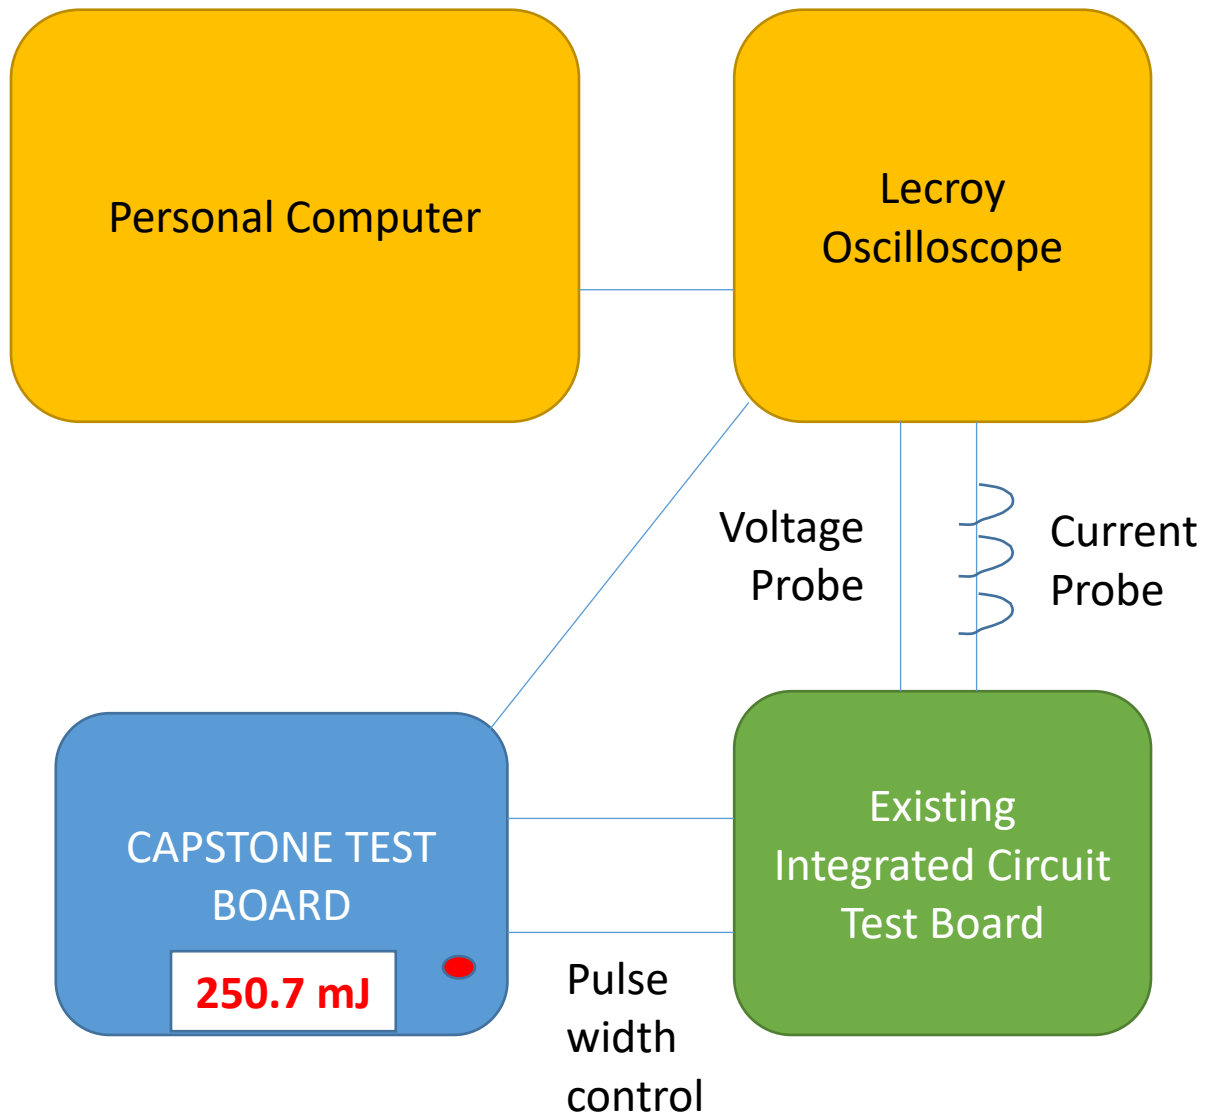 Personal Computer
Lecroy
Oscilloscope
Voltage
Probe
Current
Probe
CAPSTONE TEST
BOARD
250.7 mJ
Existing
Integrated Circuit
Test Board
Pulse
width
control